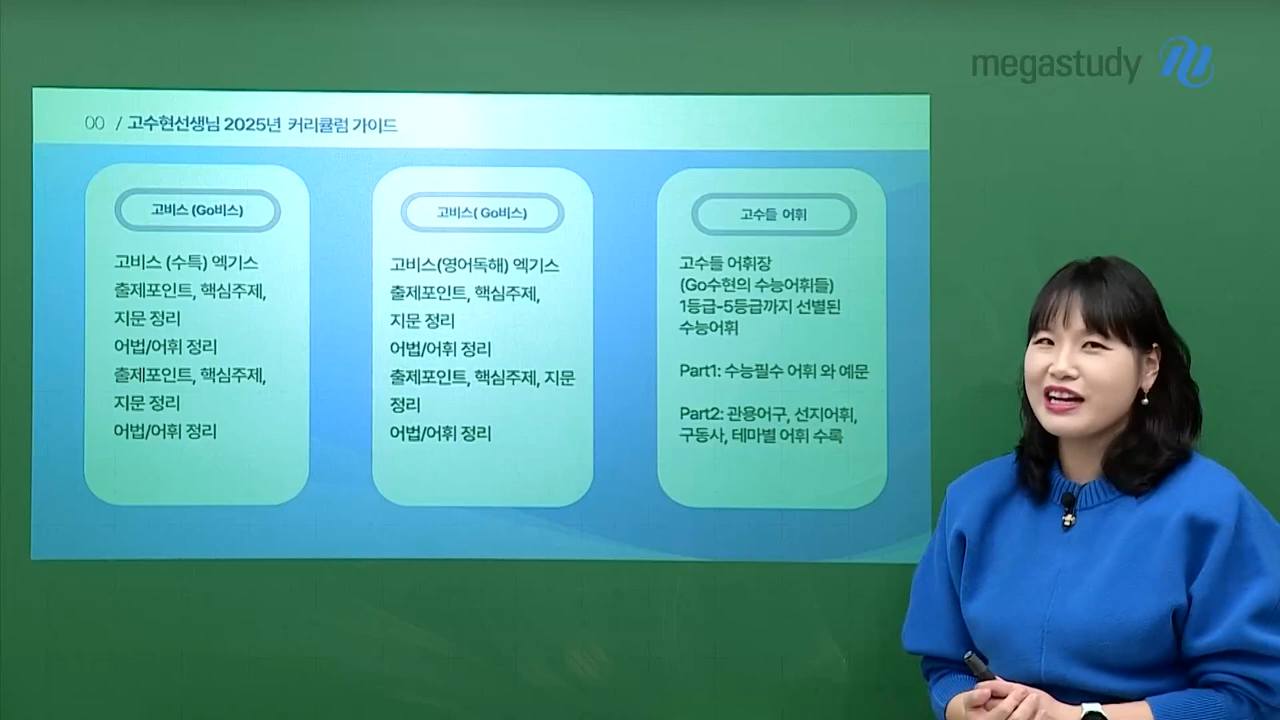 megastudy
00 / 고수현선생님 2025년 커리큘럼 가이드
고비스 (Go비스)
고비스 (수특) 엑기스
출제포인트, 핵심주제,
지문 정리
어법/어휘 정리
출제포인트, 핵심주제,
지문 정리
어법/어휘 정리
고비스( Go비스)
고비스(영어독해) 엑기스
출제포인트, 핵심주제,
지문 정리
어법/어휘 정리
출제포인트, 핵심주제, 지문
정리
어법/어휘 정리
고수들 어휘
고수들 어휘장
(Go수현의 수능어휘들)
1등급-5등급까지 선별된
수능어휘
Part1: 수능필수 어휘 와 예문
Part2: 관용어구, 선지어휘,
구동사, 테마별 어휘 수록